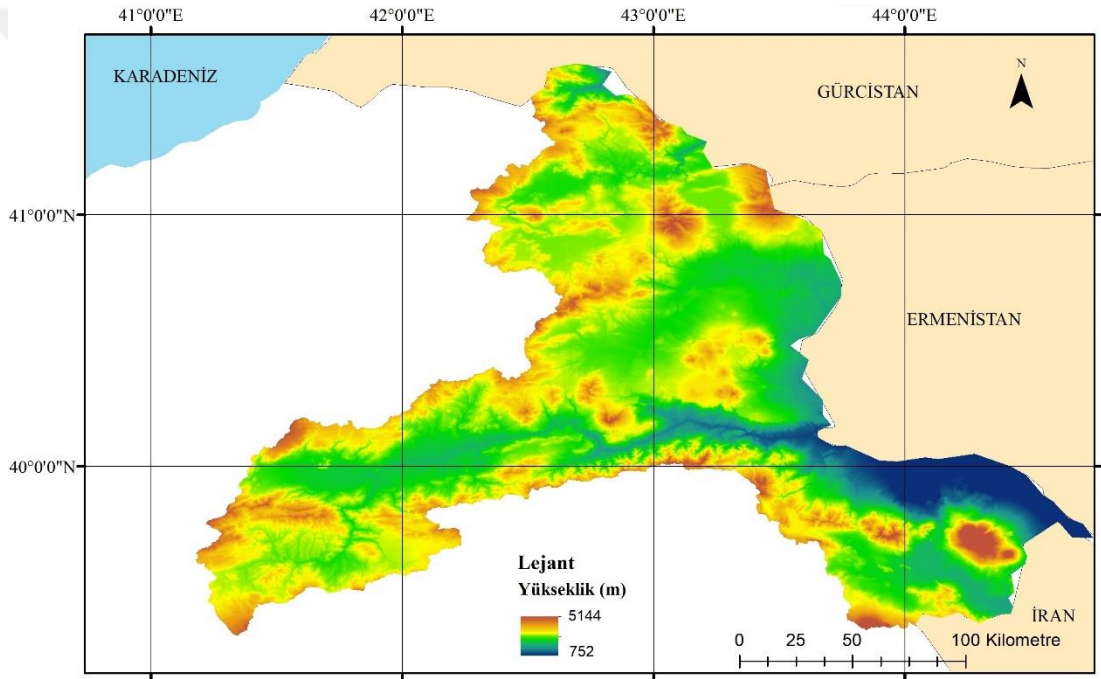 41°0'0"E 42°0'0"E 43°0'0"E 44°0'0"E
KARADENİZ
GÜRCİSTAN
N
41°0'0"N
ERMENİSTAN
40°0'0"N
Lejant
Yükseklik (m)
5144
752
İRAN
0 25 50 100 Kilometre